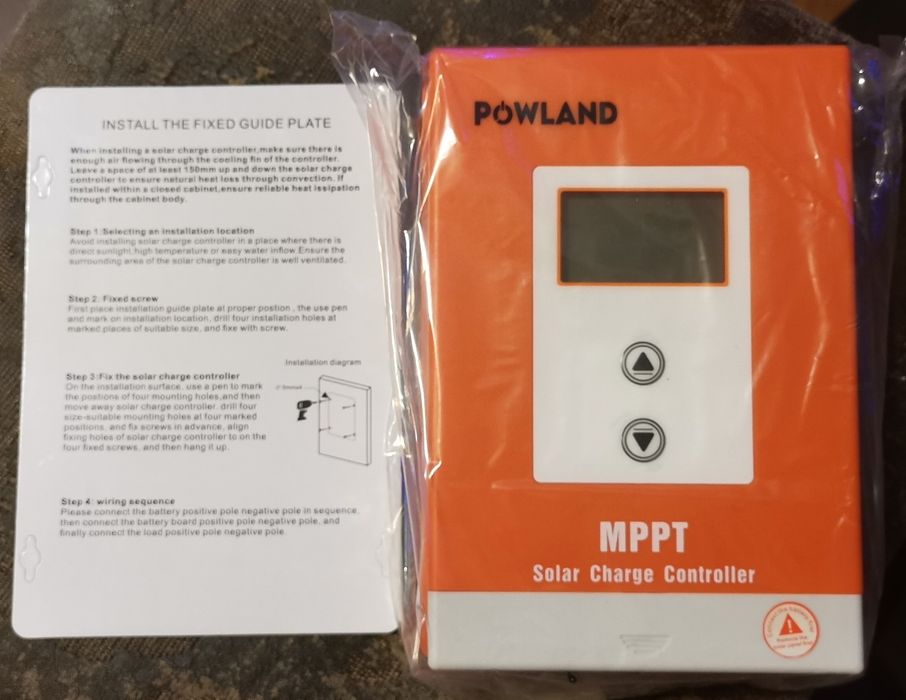 INSTALL THE FIXED GUIDE PLATE
When installing a solar charge controller,make sure there is
enough air flowing through the cooling fin of the controller.
Leave a space of at least 150mm up and down the solar charge
controller to ensure natural heat loss through convection. If
installed within a closed cabinet,ensure reliable heat issipation
through the cabinet body.
Step 1:Selecting an installation location
Avoid installing solar charge controller in a place where there is
direct sunlight,high temperature or easy water inflow.Ensure the
surrounding area of the solar charge controller is well ventilated.
Step 2: Fixed screw
First place installation guide plate at proper postion , the use pen
and mark on installation location, drill four installation holes at
marked places of suitable size, and fixe with screw.
Installation diagram
Step 3:Fix the solar charge controller
On the installation surface, use a pen to mark
the postions of four mounting holes,and then
move away solar charge controller, drill four
size-suitable mounting holes at four marked
positions, and fix screws in advance, align
fixing holes of solar charge controller to on the
four fixed screws, and then hang it up.
Step 4: wiring sequence
Please connect the battery positive pole negative pole in sequence,
then connect the battery board positive pole negative pole, and
finally connect the load positive pole negative pole.
POWLAND
MPPT
Solar Charge Controller
Connect the battery first
Remove the
Solar panel first